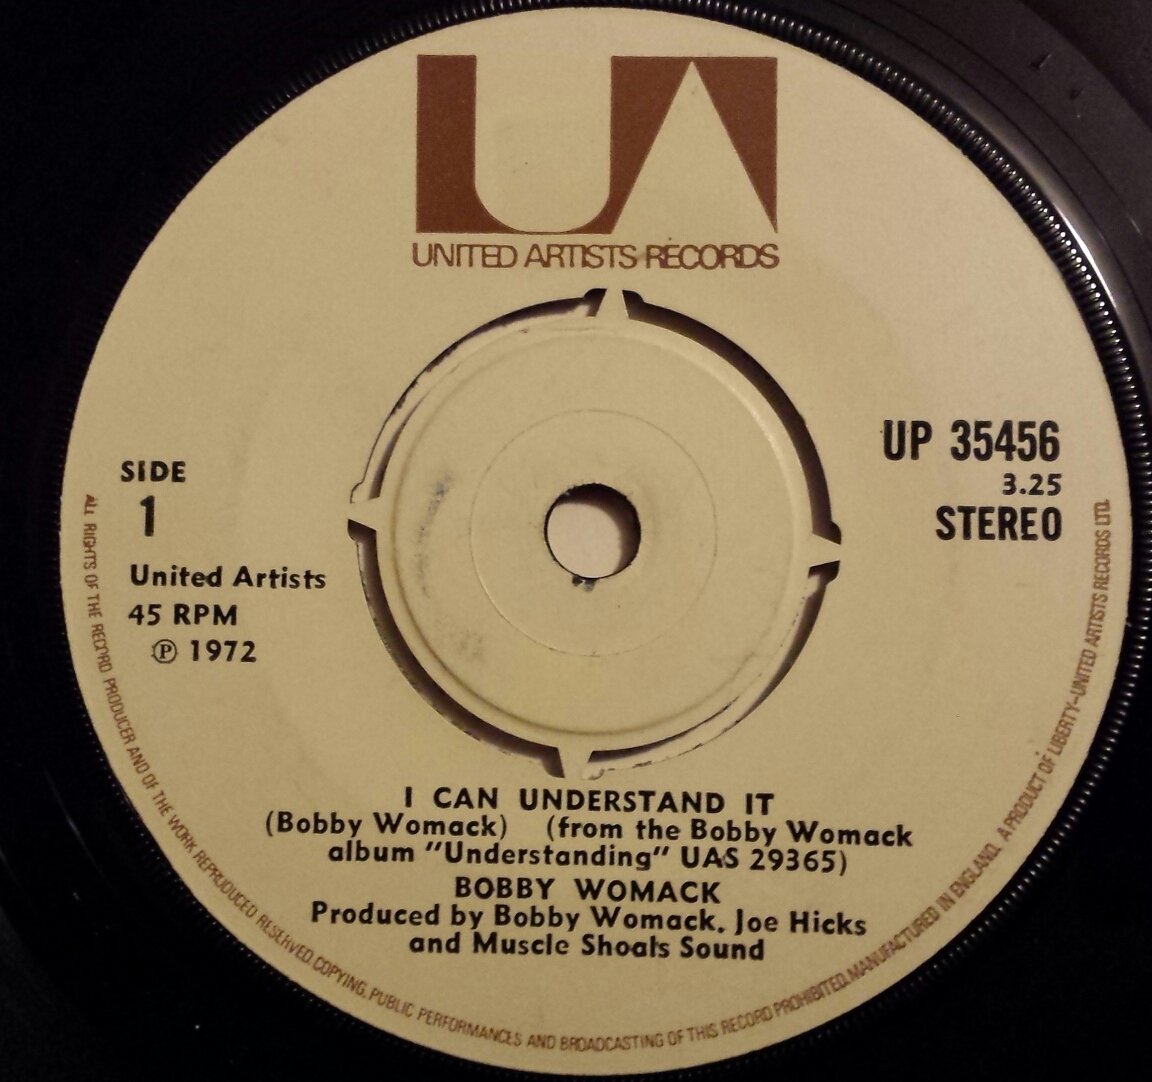 UA
UNITED ARTISTS RECORDS
UP 35456
3.25
STEREO
SIDE
1
United Artists
45 RPM
Ⓟ 1972
I CAN UNDERSTAND IT
(Bobby Womack) (from the Bobby Womack
album "Understanding" UAS 29365)
BOBBY WOMACK
Produced by Bobby Womack, Joe Hicks
and Muscle Shoals Sound
ALL RIGHTS OF THE RECORD PRODUCER AND OF THE WORK REPRODUCED RESERVED. COPYING, PUBLIC PERFORMANCES AND BROADCASTING OF THIS RECORD PROHIBITED. MANUFACTURED IN ENGLAND. A PRODUCT OF LIBERTY–UNITED ARTISTS RECORDS LTD.